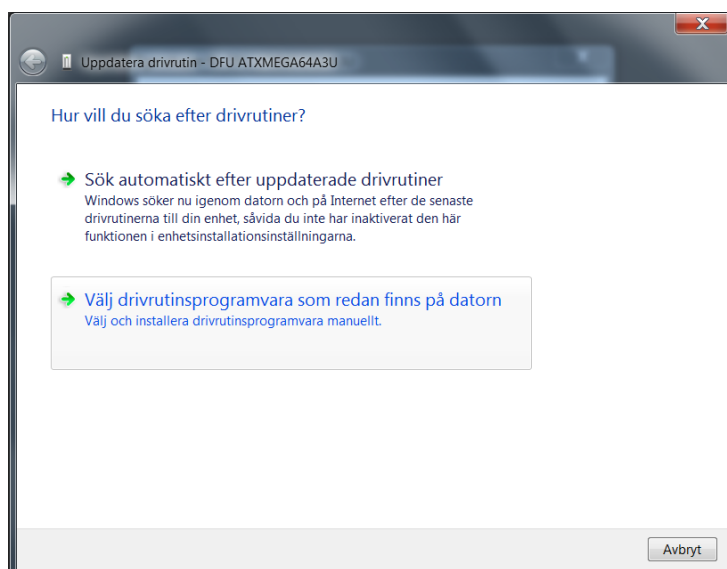 Uppdatera drivrutin - DFU ATXMEGA64A3U
Hur vill du söka efter drivrutiner?
Sök automatiskt efter uppdaterade drivrutiner
Windows söker nu igenom datorn och på Internet efter de senaste
drivrutinerna till din enhet, såvida du inte har inaktiverat den här
funktionen i enhetsinstallationsinställningarna.
Välj drivrutinsprogramvara som redan finns på datorn
Välj och installera drivrutinsprogramvara manuellt.
Avbryt